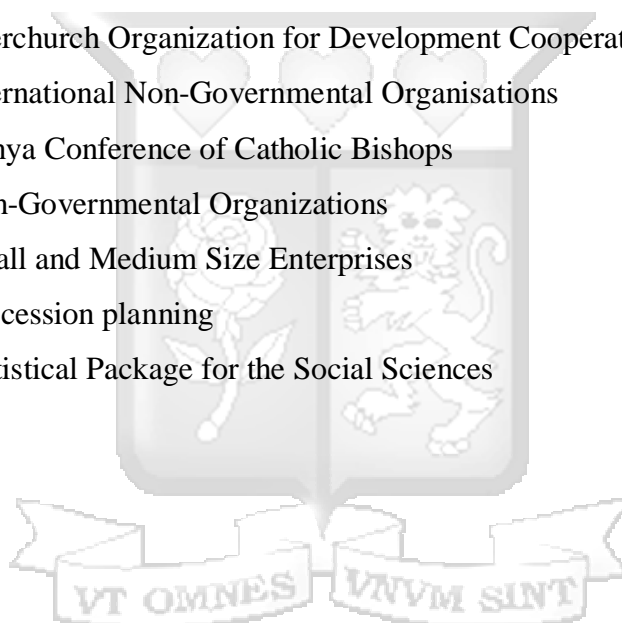 erchurch Organization for Development Cooperat
ernational Non-Governmental Organisations
nya Conference of Catholic Bishops
n-Governmental Organizations
all and Medium Size Enterprises
cession planning
tistical Package for the Social Sciences
VT OMNES VNVM SINT